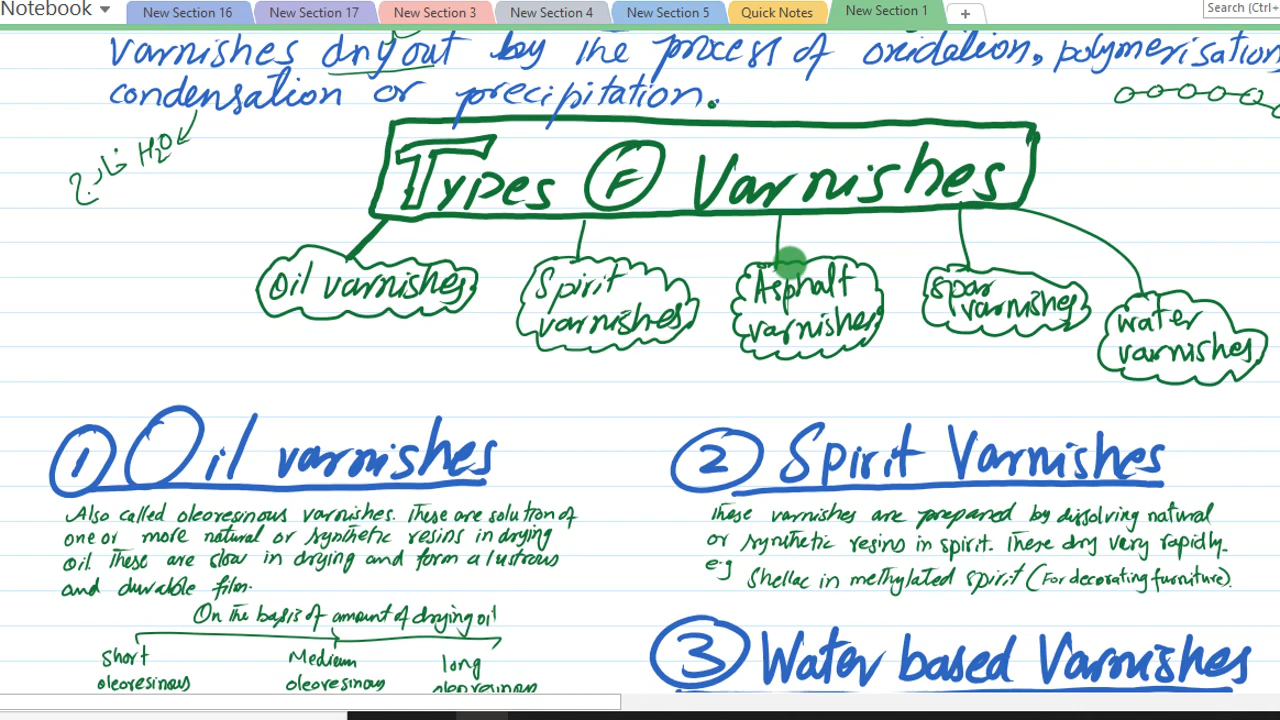 Notebook
New Section 16
New Section 17
New Section 3
New Section 4
New Section 5
Quick Notes
New Section 1
Search (Ctrl+
varnishes dry out by the process of oxidation, polymerisation,
condensation or precipitation.
H2O خارج
Types OF Varnishes
Oil varnishes
Spirit
varnishes
Asphalt
varnishes
Spar
varnishes
water
varnishes
① Oil varnishes
Also called oleoresinous varnishes. These are solution of
one or more natural or synthetic resins in drying
oil. These are slow in drying and form a lustrous
and durable film.
On the basis of amount of drying oil
Short
oleoresinous
Medium
oleoresinous
long
oleoresinous
② Spirit Varnishes
These varnishes are prepared by dissolving natural
or synthetic resins in spirit. These dry very rapidly.
e.g Shellac in methylated spirit (For decorating furniture).
③ Water based Varnishes